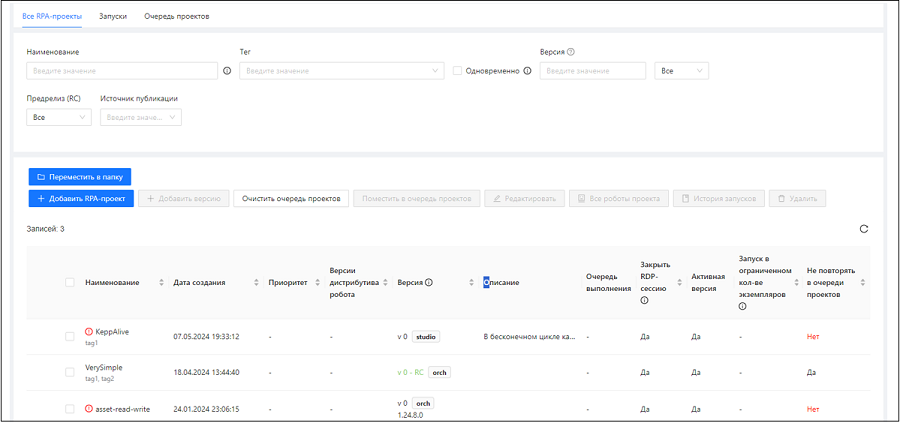 Все RPA-проекты Запуски Очередь проектов
Наименование Тег Версия
Введите значение Введите значение Одновременно Введите значение Все
Предрелиз (RC) Источник публикации
Все Введите значе...
Переместить в папку
+ Добавить RPA-проект + Добавить версию Очистить очередь проектов Поместить в очередь проектов Редактировать Все роботы проекта История запусков Удалить
Записей: 3
Наименование Дата создания Приоритет Версии дистрибутива робота Версия Описание Очередь выполнения Закрыть RDP-сессию Активная версия Запуск в ограниченном кол-ве экземпляров Не повторять в очереди проектов
KeppAlive 07.05.2024 19:33:12 - - v 0 studio В бесконечном цикле ка... - Да Да - Нет
tag1
VerySimple 18.04.2024 13:44:40 - - v 0 - RC orch - Да Да - Да
tag1, tag2
asset-read-write 24.01.2024 23:06:15 - - v 0 orch - Да Да - Нет
1.24.8.0